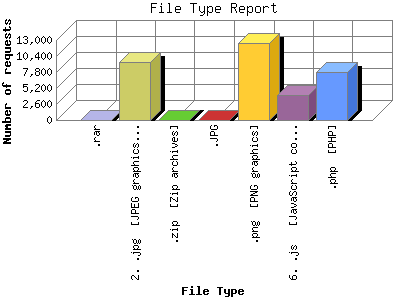 File Type Report
Number of requests
13,000
10,400
7,800
5,200
2,600
0
.rar
2. .jpg [JPEG graphics...
.zip [Zip archives]
.JPG
.png [PNG graphics]
6. .js [JavaScript co...
.php [PHP]
File Type